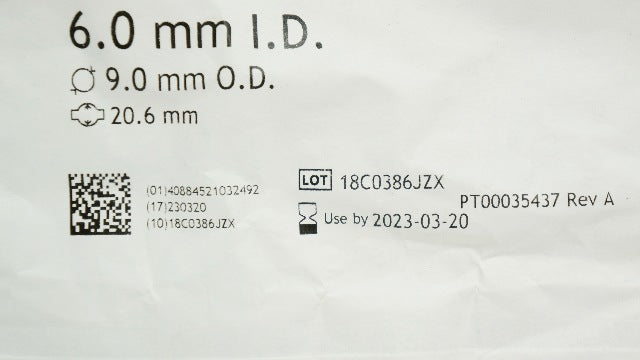 6.0 mm I.D.
9.0 mm O.D.
20.6 mm
(01)40884521032492
(17)230320
(10)18C0386JZX
LOT 18C0386JZX
PT00035437 Rev A
Use by 2023-03-20